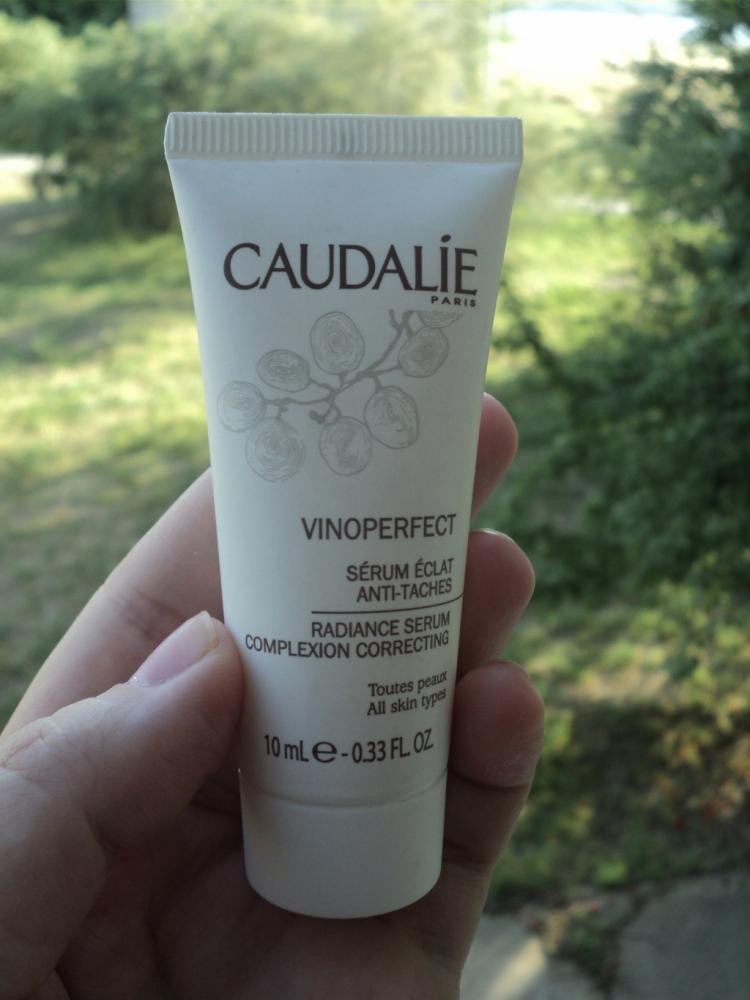 CAUDALÍE
PARIS
VINOPERFECT
SÉRUM ÉCLAT
ANTI-TACHES
RADIANCE SERUM
COMPLEXION CORRECTING
Toutes peaux
All skin types
10 mL ℮ - 0.33 FL. OZ.